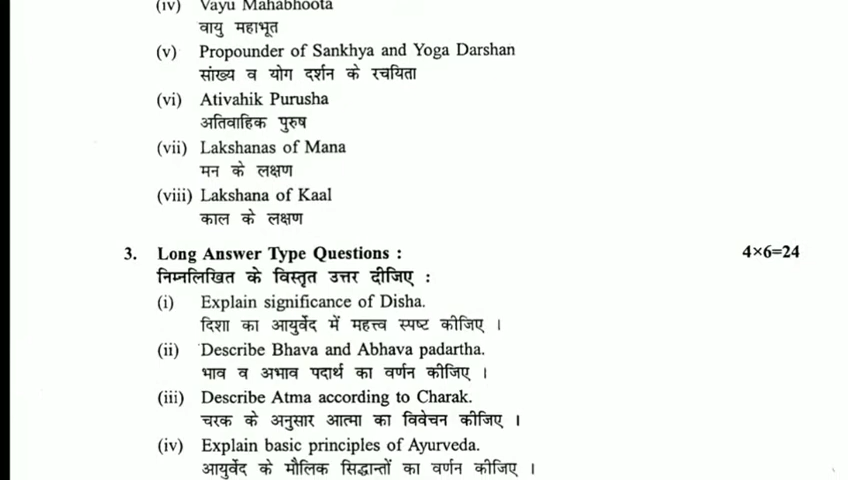 (iv) Vayu Mahabhoota
वायु महाभूत
(v) Propounder of Sankhya and Yoga Darshan
सांख्य व योग दर्शन के रचयिता
(vi) Ativahik Purusha
अतिवाहिक पुरुष
(vii) Lakshanas of Mana
मन के लक्षण
(viii) Lakshana of Kaal
काल के लक्षण
3. Long Answer Type Questions : 4×6=24
निम्नलिखित के विस्तृत उत्तर दीजिए :
(i) Explain significance of Disha.
दिशा का आयुर्वेद में महत्त्व स्पष्ट कीजिए ।
(ii) Describe Bhava and Abhava padartha.
भाव व अभाव पदार्थ का वर्णन कीजिए ।
(iii) Describe Atma according to Charak.
चरक के अनुसार आत्मा का विवेचन कीजिए ।
(iv) Explain basic principles of Ayurveda.
आयुर्वेद के मौलिक सिद्धान्तों का वर्णन कीजिए ।